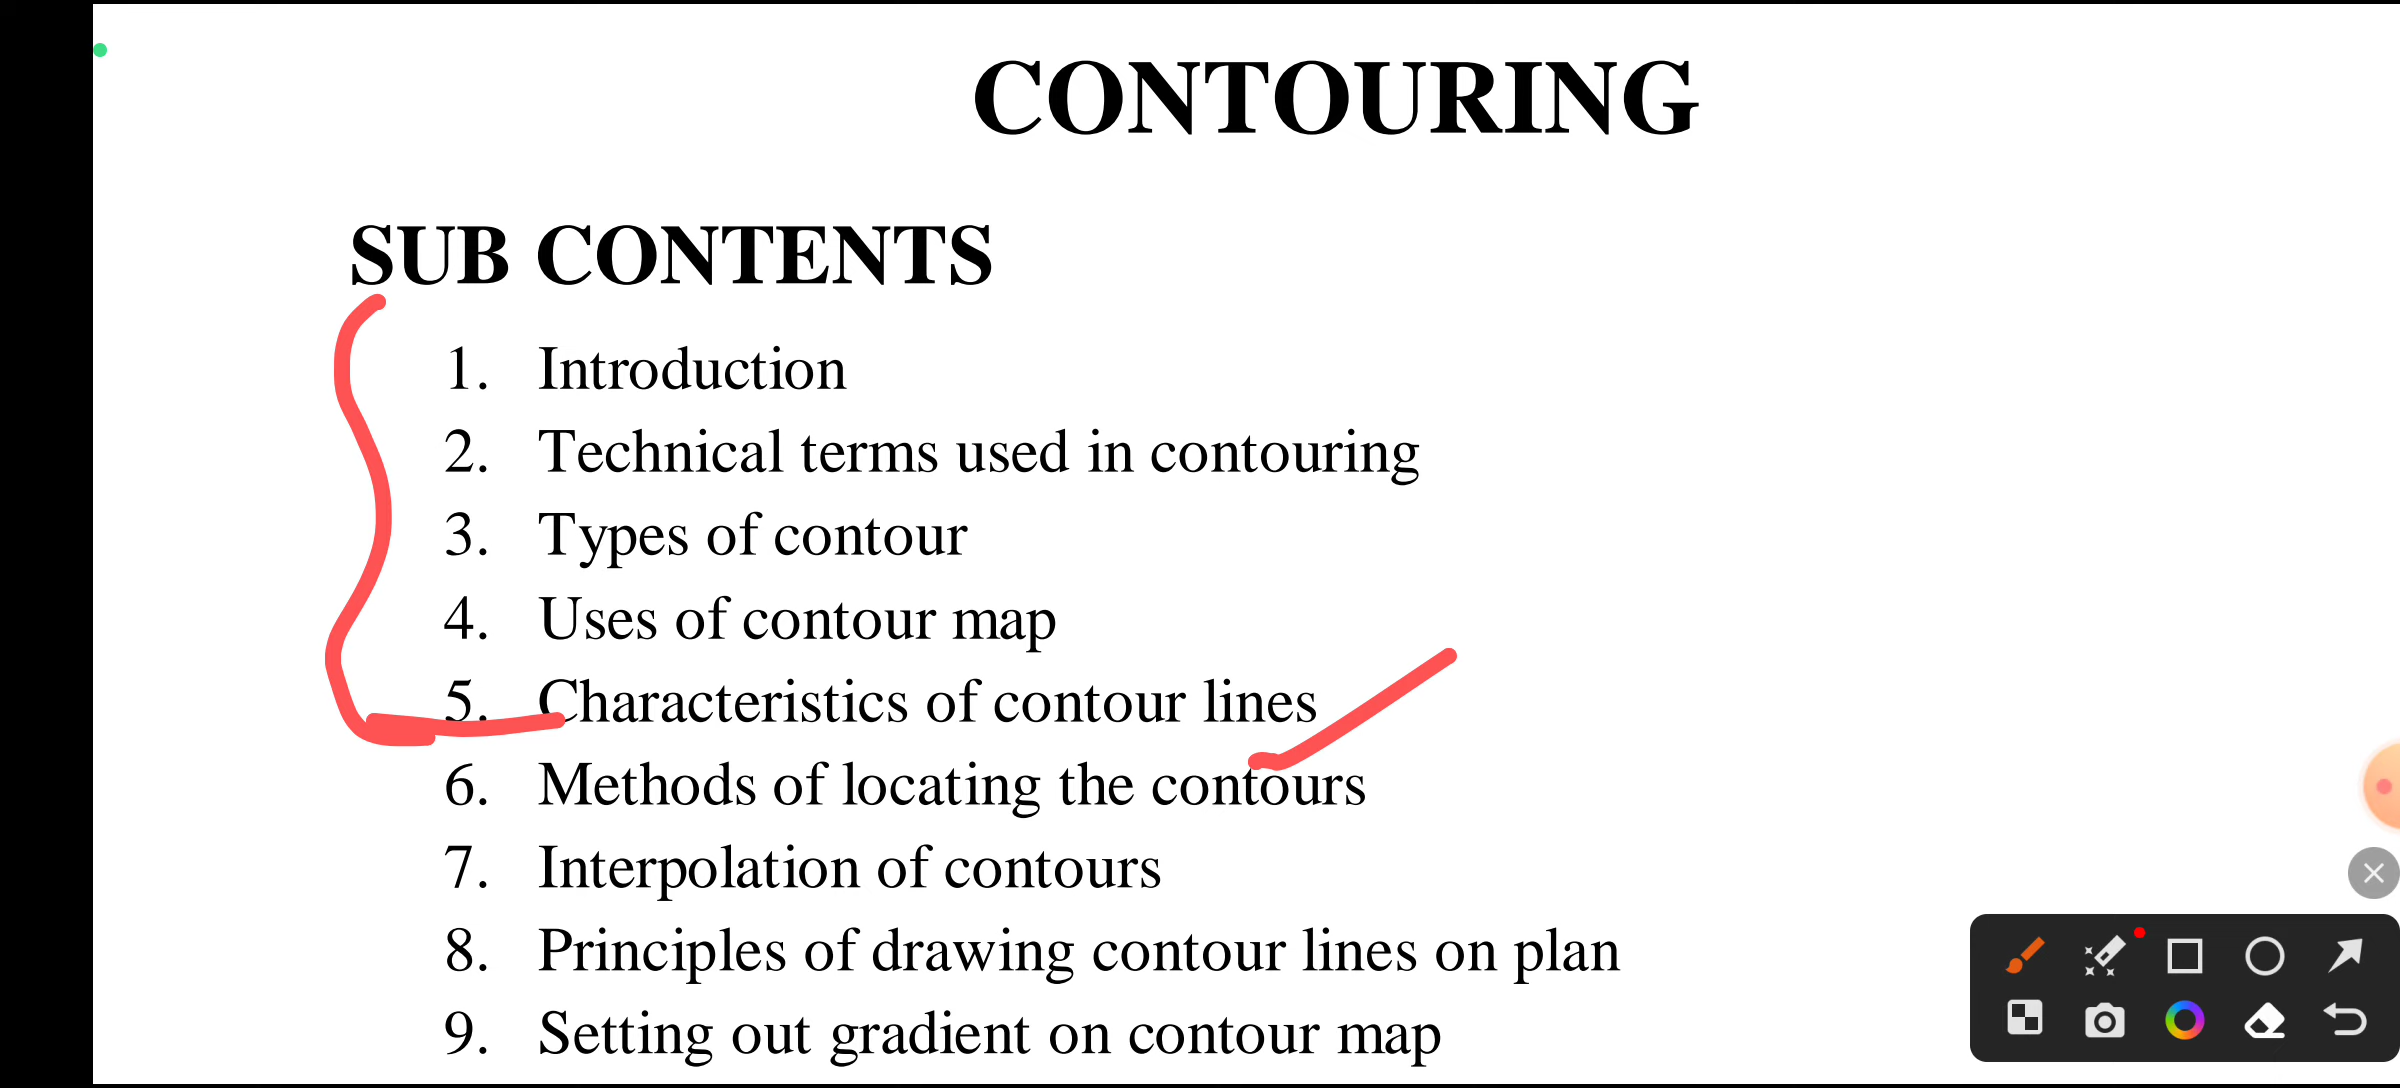 CONTOURING
SUB CONTENTS
1. Introduction
2. Technical terms used in contouring
3. Types of contour
4. Uses of contour map
5. Characteristics of contour lines
6. Methods of locating the contours
7. Interpolation of contours
8. Principles of drawing contour lines on plan
9. Setting out gradient on contour map